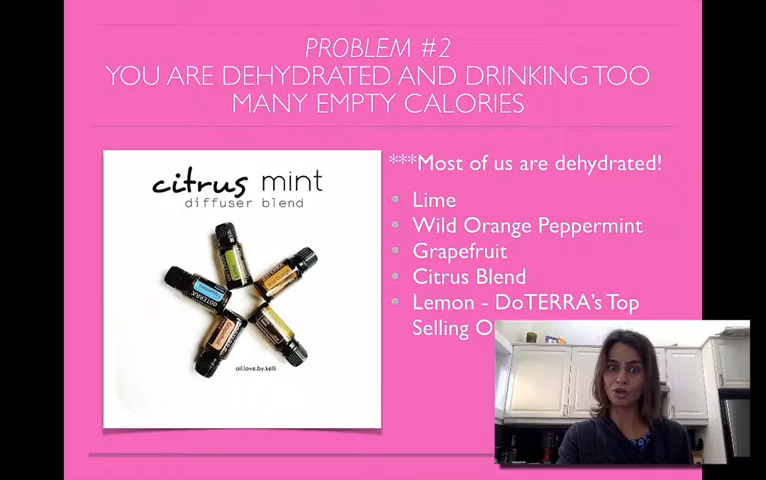 PROBLEM #2
YOU ARE DEHYDRATED AND DRINKING TOO
MANY EMPTY CALORIES
citrus mint
diffuser blend
oil.love.by.kelli
***Most of us are dehydrated!
Lime
Wild Orange Peppermint
Grapefruit
Citrus Blend
Lemon - DoTERRA's Top
Selling